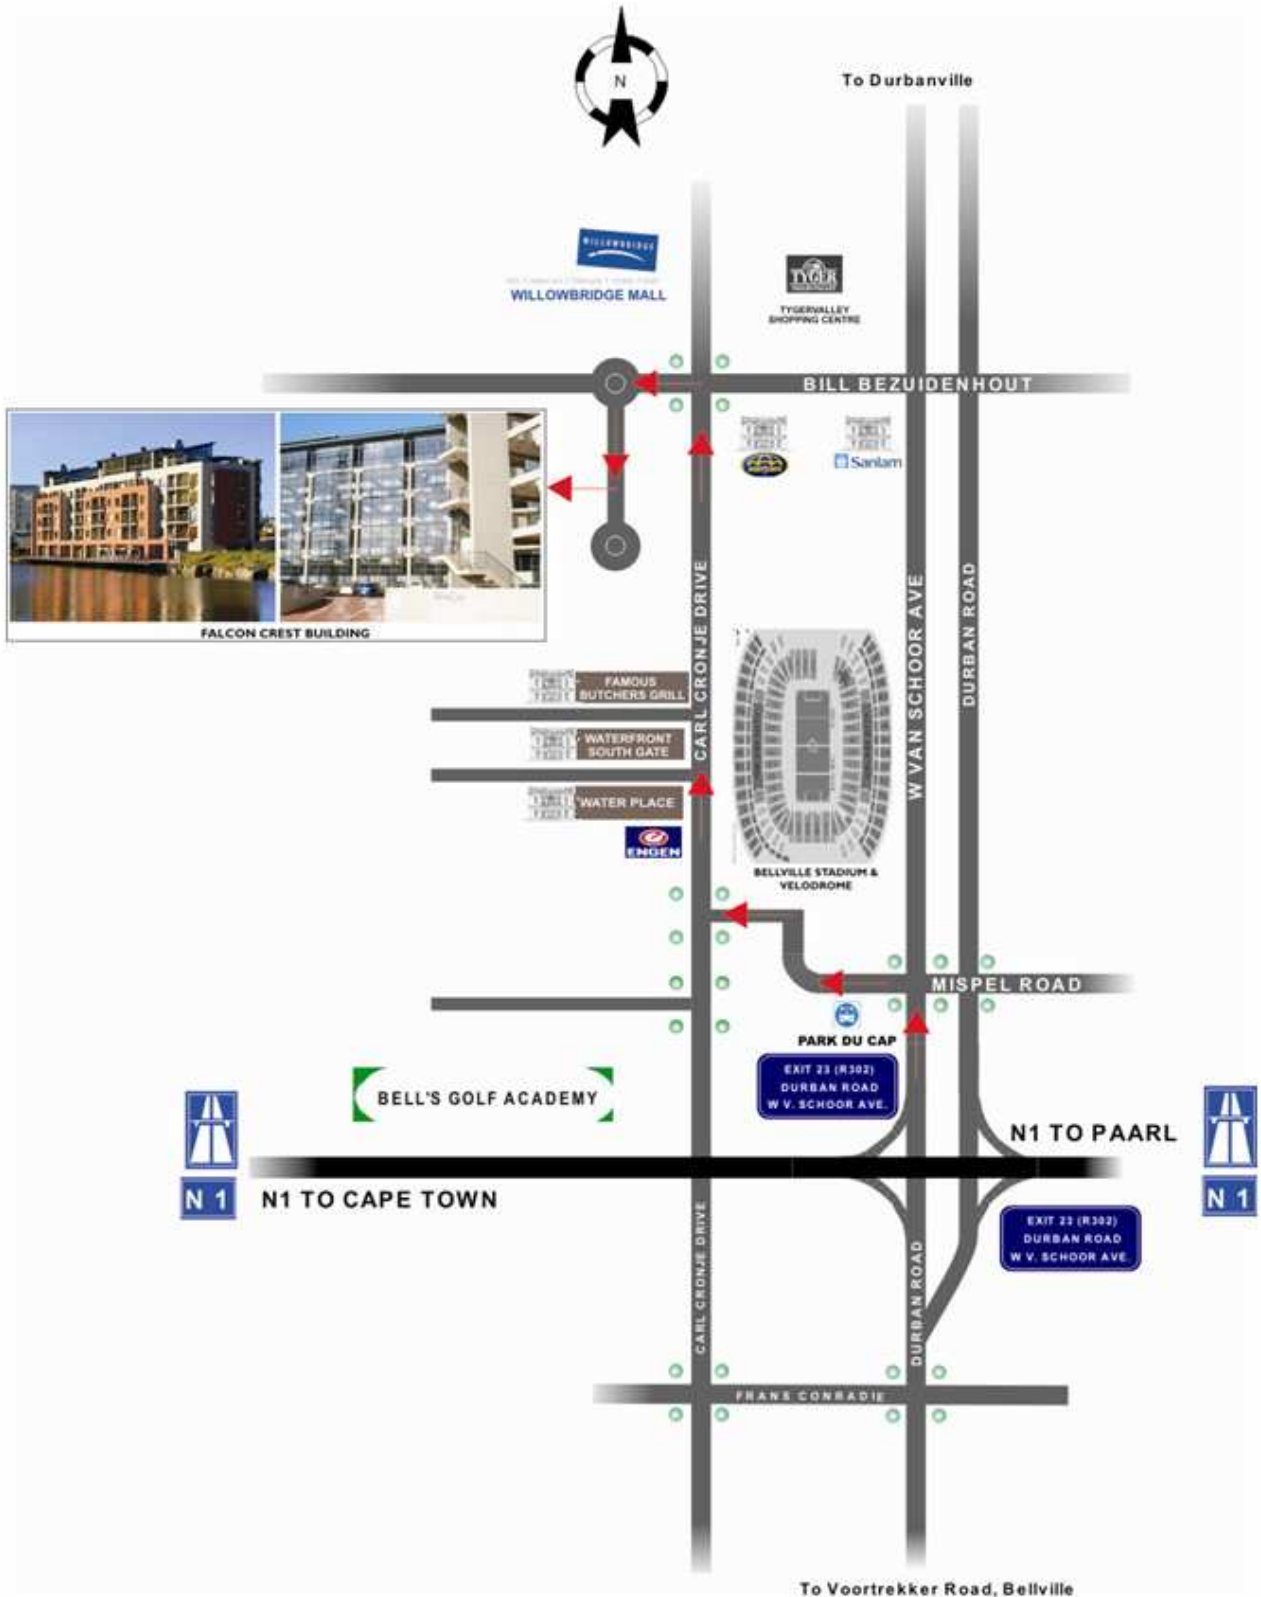 N
To Durbanville
WILLOWBRIDGE
WILLOWBRIDGE MALL
TYGER
TYGERVALLEY
SHOPPING CENTRE
BILL BEZUIDENHOUT
Sanlam
FALCON CREST BUILDING
CARL CRONJE DRIVE
W VAN SCHOOR AVE
DURBAN ROAD
FAMOUS
BUTCHERS GRILL
WATERFRONT
SOUTH GATE
WATER PLACE
ENGEN
BELLVILLE STADIUM &
VELODROME
MISPEL ROAD
PARK DU CAP
EXIT 23 (R302)
DURBAN ROAD
W V. SCHOOR AVE.
BELL'S GOLF ACADEMY
N1 TO PAARL
N 1
N1 TO CAPE TOWN
N 1
EXIT 23 (R302)
DURBAN ROAD
W V. SCHOOR AVE.
CARL CRONJE DRIVE
DURBAN ROAD
FRANS CONRADIE
To Voortrekker Road, Bellville